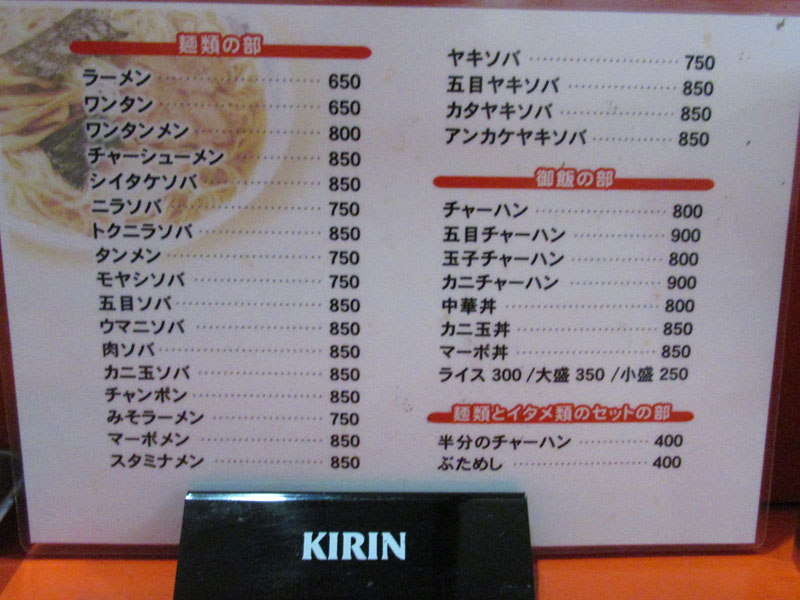 麺類の部
ラーメン 650
ワンタン 650
ワンタンメン 800
チャーシューメン 850
シイタケソバ 850
ニラソバ 750
トクニラソバ 850
タンメン 750
モヤシソバ 750
五目ソバ 850
ウマニソバ 850
肉ソバ 850
カニ玉ソバ 850
チャンポン 850
みそラーメン 750
マーボメン 850
スタミナメン 850
ヤキソバ 750
五目ヤキソバ 850
カタヤキソバ 850
アンカケヤキソバ 850
御飯の部
チャーハン 800
五目チャーハン 900
玉子チャーハン 800
カニチャーハン 900
中華丼 800
カニ玉丼 850
マーボ丼 850
ライス 300 /大盛 350 /小盛 250
麺類とイタメ類のセットの部
半分のチャーハン 400
ぶためし 400
KIRIN